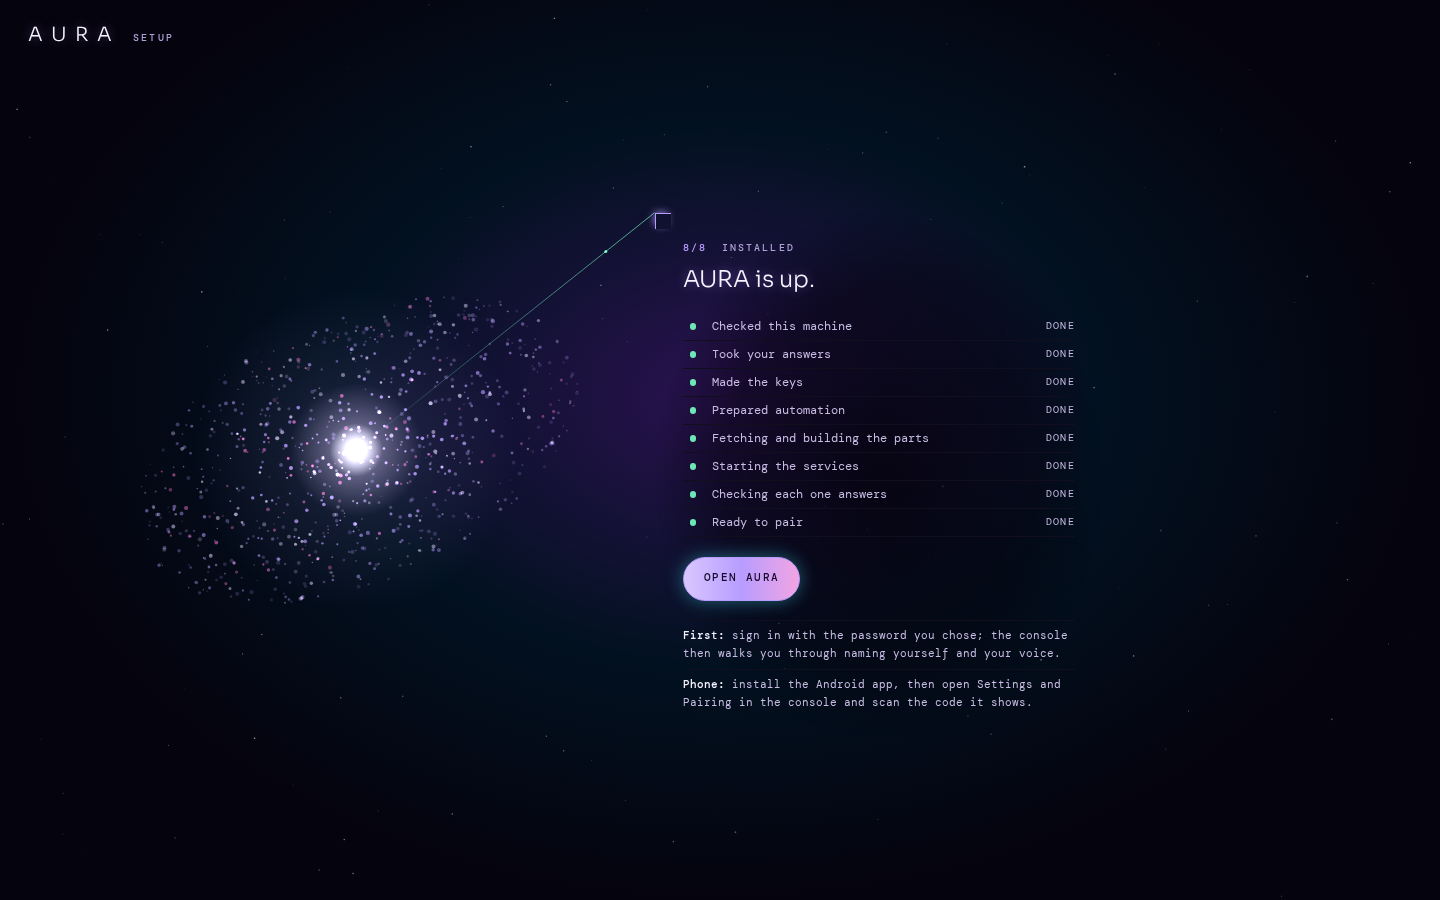 AURA SETUP
8/8 INSTALLED
AURA is up.
Checked this machine DONE
Took your answers DONE
Made the keys DONE
Prepared automation DONE
Fetching and building the parts DONE
Starting the services DONE
Checking each one answers DONE
Ready to pair DONE
OPEN AURA
First: sign in with the password you chose; the console
then walks you through naming yourself and your voice.
Phone: install the Android app, then open Settings and
Pairing in the console and scan the code it shows.